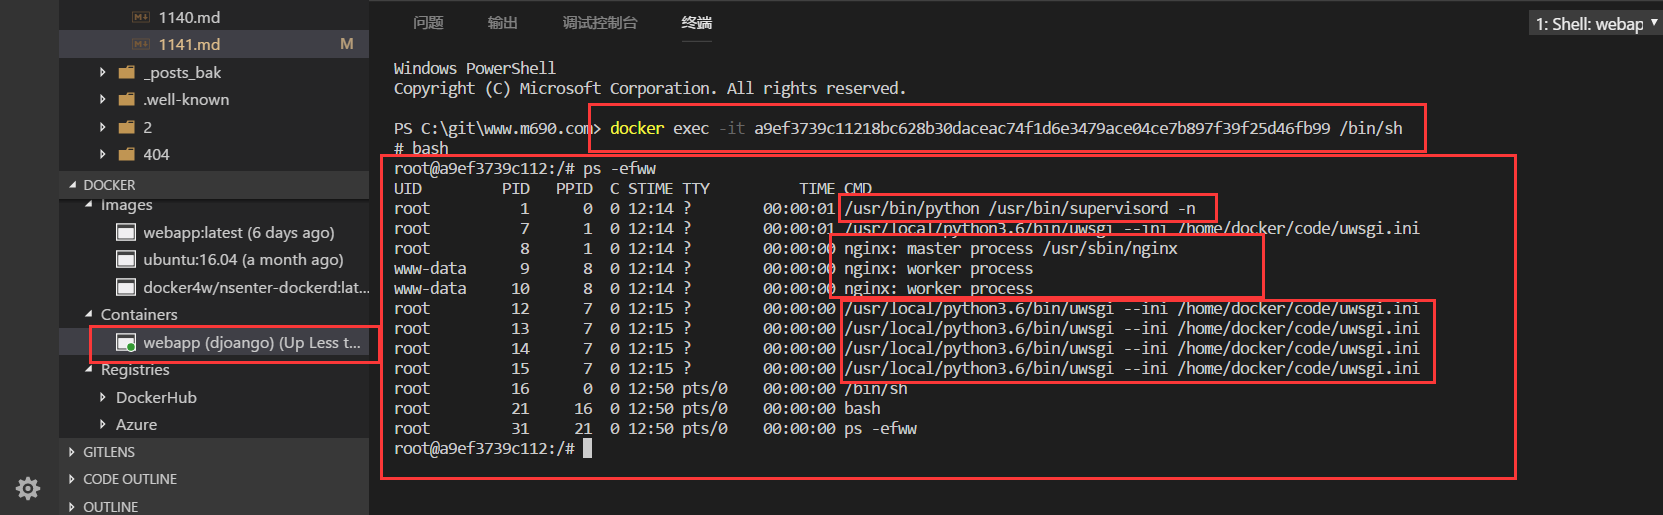 1140.md
1141.md M
_posts_bak
.well-known
2
404
DOCKER
Images
webapp:latest (6 days ago)
ubuntu:16.04 (a month ago)
docker4w/nsenter-dockerd:lat...
Containers
webapp (djoango) (Up Less t...
Registries
DockerHub
Azure
GITLENS
CODE OUTLINE
OUTLINE
问题 输出 调试控制台 终端 1: Shell: webap
Windows PowerShell
Copyright (C) Microsoft Corporation. All rights reserved.
PS C:\git\www.m690.com> docker exec -it a9ef3739c11218bc628b30daceac74f1d6e3479ace04ce7b897f39f25d46fb99 /bin/sh
# bash
root@a9ef3739c112:/# ps -efww
UID PID PPID C STIME TTY TIME CMD
root 1 0 0 12:14 ? 00:00:01 /usr/bin/python /usr/bin/supervisord -n
root 7 1 0 12:14 ? 00:00:01 /usr/local/python3.6/bin/uwsgi --ini /home/docker/code/uwsgi.ini
root 8 1 0 12:14 ? 00:00:00 nginx: master process /usr/sbin/nginx
www-data 9 8 0 12:14 ? 00:00:00 nginx: worker process
www-data 10 8 0 12:14 ? 00:00:00 nginx: worker process
root 12 7 0 12:15 ? 00:00:00 /usr/local/python3.6/bin/uwsgi --ini /home/docker/code/uwsgi.ini
root 13 7 0 12:15 ? 00:00:00 /usr/local/python3.6/bin/uwsgi --ini /home/docker/code/uwsgi.ini
root 14 7 0 12:15 ? 00:00:00 /usr/local/python3.6/bin/uwsgi --ini /home/docker/code/uwsgi.ini
root 15 7 0 12:15 ? 00:00:00 /usr/local/python3.6/bin/uwsgi --ini /home/docker/code/uwsgi.ini
root 16 0 0 12:50 pts/0 00:00:00 /bin/sh
root 21 16 0 12:50 pts/0 00:00:00 bash
root 31 21 0 12:50 pts/0 00:00:00 ps -efww
root@a9ef3739c112:/#